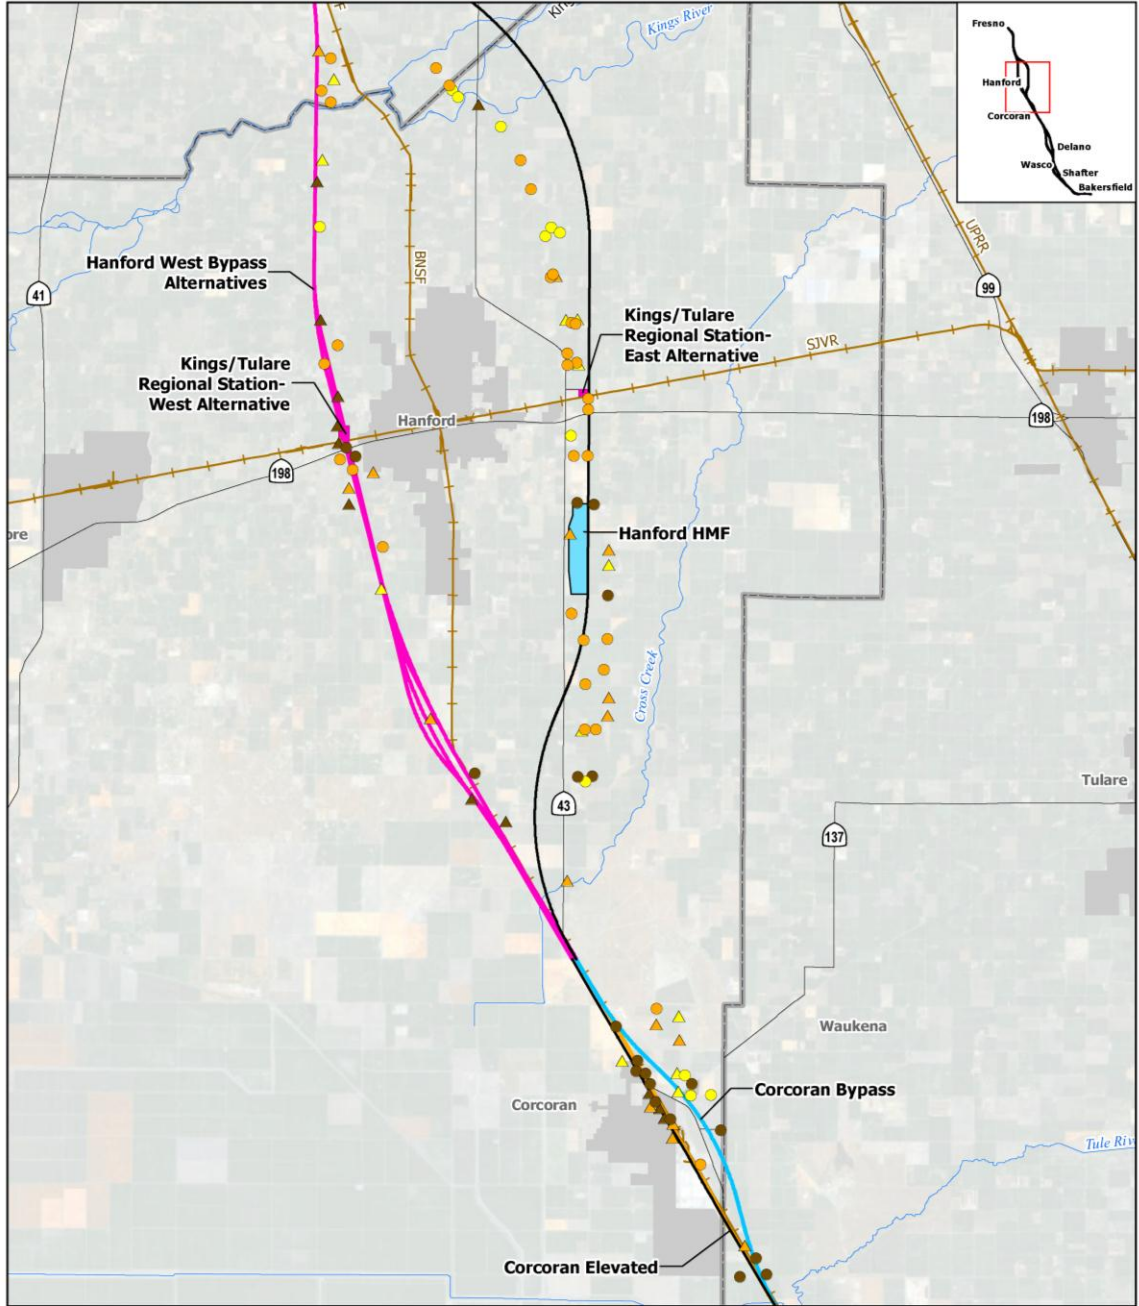 Kings River
Fresno
Hanford
Corcoran
Delano
Wasco
Shafter
Bakersfield
Hanford West Bypass
Alternatives
BNSF
UPRR
41
99
Kings/Tulare
Regional Station-
East Alternative
SJVR
Kings/Tulare
Regional Station-
West Alternative
Hanford
198
198
Hanford HMF
Cross Creek
43
Tulare
137
Waukena
Corcoran Bypass
Corcoran
Corcoran Elevated